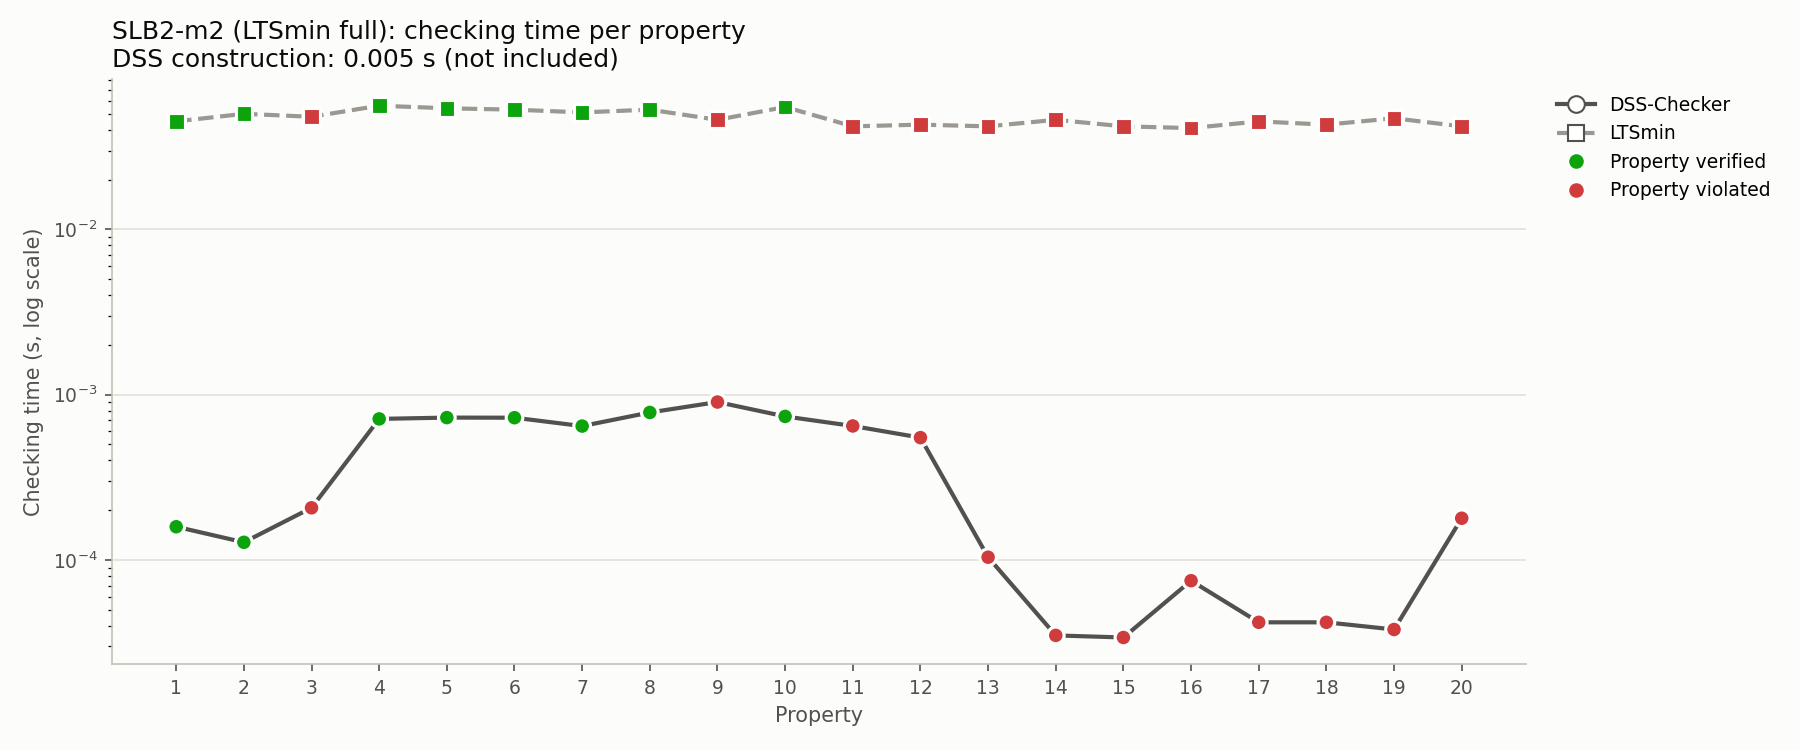 SLB2-m2 (LTSmin full): checking time per property
DSS construction: 0.005 s (not included)
DSS-Checker
LTSmin
Property verified
Property violated
Checking time (s, log scale)
10⁻²
10⁻³
10⁻⁴
1 2 3 4 5 6 7 8 9 10 11 12 13 14 15 16 17 18 19 20
Property